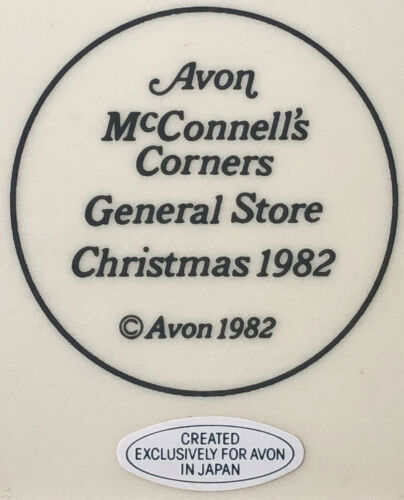 Avon
McConnell's
Corners
General Store
Christmas 1982
© Avon 1982
CREATED
EXCLUSIVELY FOR AVON
IN JAPAN